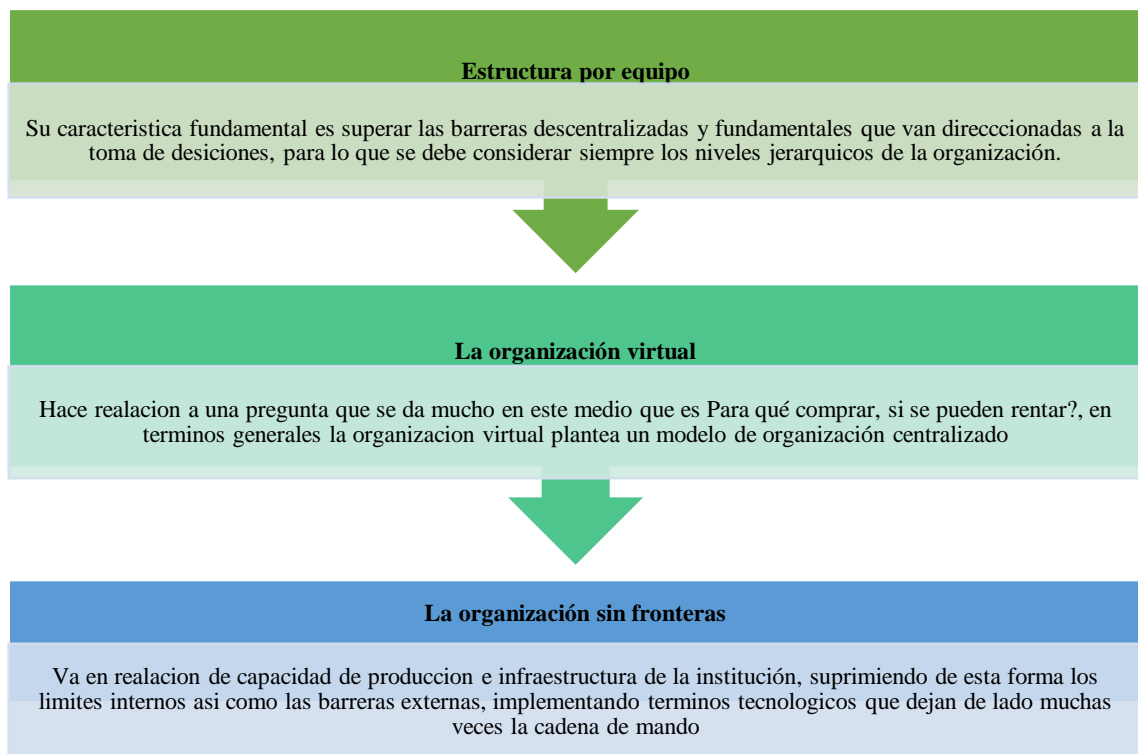 Estructura por equipo
Su caracteristica fundamental es superar las barreras descentralizadas y fundamentales que van direcccionadas a la
toma de desiciones, para lo que se debe considerar siempre los niveles jerarquicos de la organización.
La organización virtual
Hace realacion a una pregunta que se da mucho en este medio que es Para qué comprar, si se pueden rentar?, en
terminos generales la organizacion virtual plantea un modelo de organización centralizado
La organización sin fronteras
Va en realacion de capacidad de produccion e infraestructura de la institución, suprimiendo de esta forma los
limites internos asi como las barreras externas, implementando terminos tecnologicos que dejan de lado muchas
veces la cadena de mando